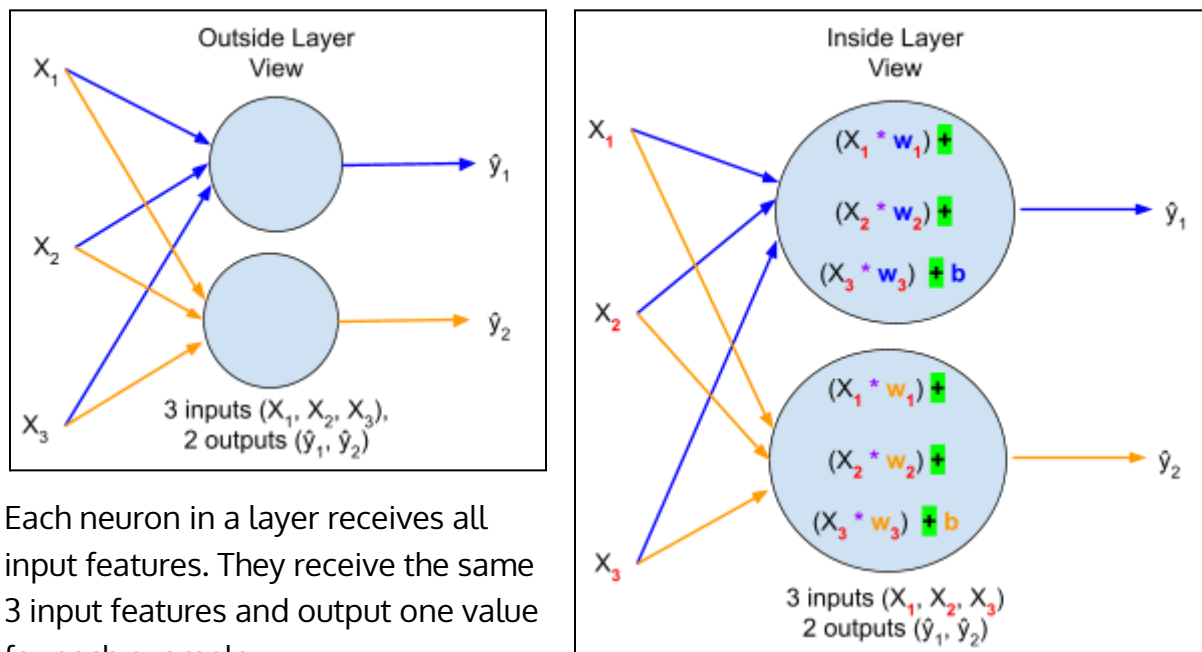 Outside Layer
View
X₁
X₂
X₃
ŷ₁
ŷ₂
3 inputs (X₁, X₂, X₃),
2 outputs (ŷ₁, ŷ₂)
Each neuron in a layer receives all
input features. They receive the same
3 input features and output one value
Inside Layer
View
X₁
(X₁ * w₁) +
(X₂ * w₂) +
(X₃ * w₃) + b
ŷ₁
X₂
(X₁ * w₁) +
(X₂ * w₂) +
(X₃ * w₃) + b
ŷ₂
X₃
3 inputs (X₁, X₂, X₃)
2 outputs (ŷ₁, ŷ₂)